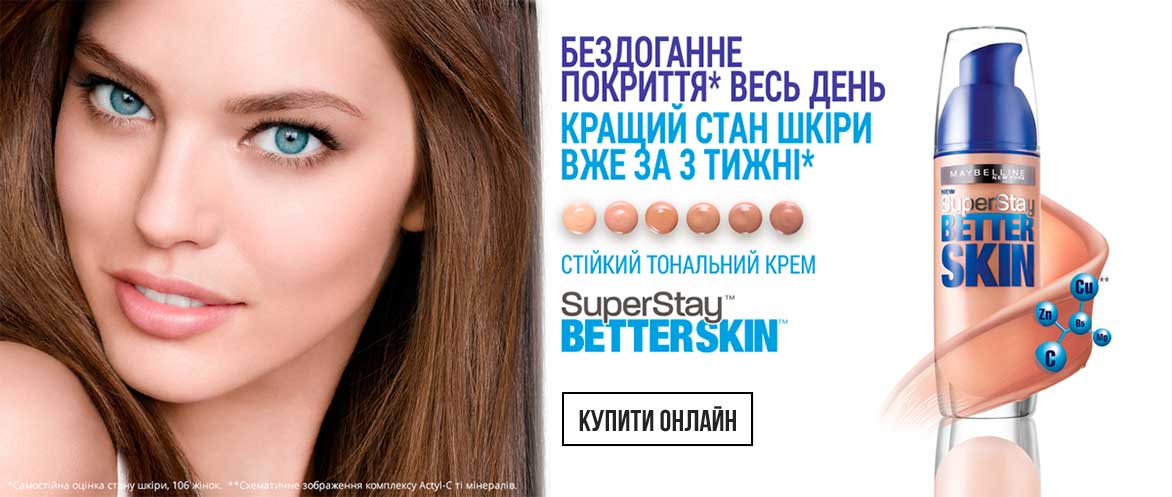 БЕЗДОГАННЕ
ПОКРИТТЯ* ВЕСЬ ДЕНЬ
КРАЩИЙ СТАН ШКІРИ
ВЖЕ ЗА 3 ТИЖНІ*
СТІЙКИЙ ТОНАЛЬНИЙ КРЕМ
SuperStay™
BETTER SKIN™
КУПИТИ ОНЛАЙН
MAYBELLINE
NEW YORK
NEW
SuperStay
BETTER
SKIN
Cu**
Zn
B5
Mg
C
*Самостійна оцінка стану шкіри, 106 жінок. **Схематичне зображення комплексу Actyl-C ті мінералів.